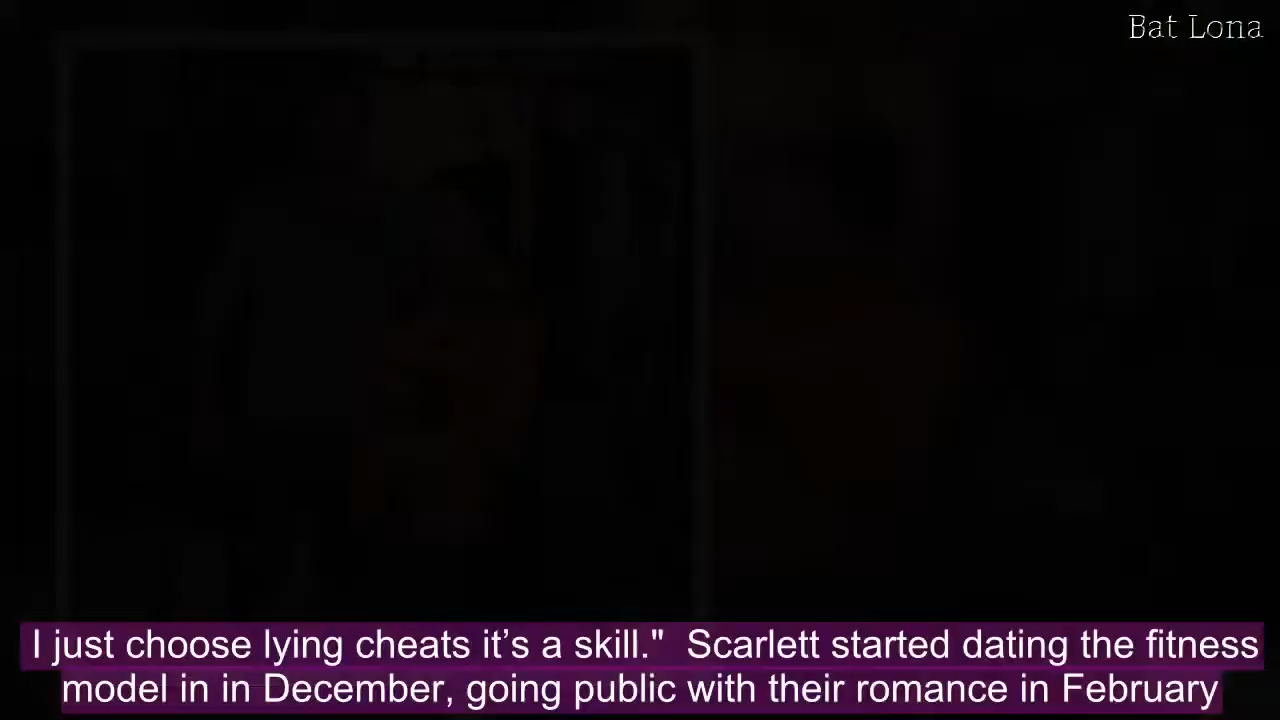 Bat Lona
I just choose lying cheats it’s a skill."  Scarlett started dating the fitness
model in in December, going public with their romance in February